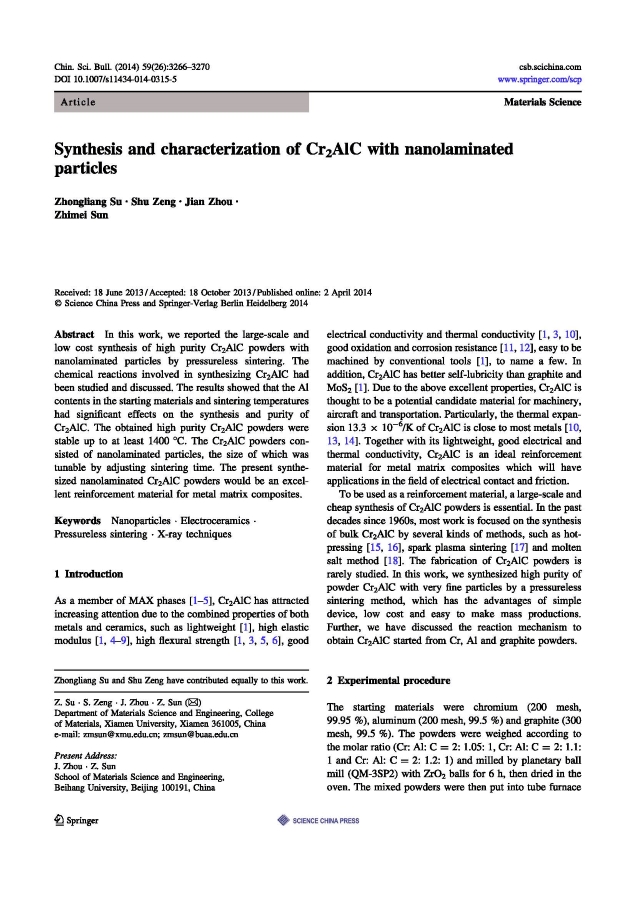 Chin. Sci. Bull. (2014) 59(26):3266–3270
DOI 10.1007/s11434-014-0315-5
csb.scichina.com
www.springer.com/scp
Article
Materials Science
Synthesis and characterization of Cr₂AlC with nanolaminated
particles
Zhongliang Su · Shu Zeng · Jian Zhou ·
Zhimei Sun
Received: 18 June 2013 / Accepted: 18 October 2013 / Published online: 2 April 2014
© Science China Press and Springer-Verlag Berlin Heidelberg 2014
Abstract In this work, we reported the large-scale and
low cost synthesis of high purity Cr₂AlC powders with
nanolaminated particles by pressureless sintering. The
chemical reactions involved in synthesizing Cr₂AlC had
been studied and discussed. The results showed that the Al
contents in the starting materials and sintering temperatures
had significant effects on the synthesis and purity of
Cr₂AlC. The obtained high purity Cr₂AlC powders were
stable up to at least 1400 °C. The Cr₂AlC powders con-
sisted of nanolaminated particles, the size of which was
tunable by adjusting sintering time. The present synthe-
sized nanolaminated Cr₂AlC powders would be an excel-
lent reinforcement material for metal matrix composites.
Keywords Nanoparticles · Electroceramics ·
Pressureless sintering · X-ray techniques
1 Introduction
As a member of MAX phases [1–5], Cr₂AlC has attracted
increasing attention due to the combined properties of both
metals and ceramics, such as lightweight [1], high elastic
modulus [1, 4–9], high flexural strength [1, 3, 5, 6], good
Zhongliang Su and Shu Zeng have contributed equally to this work.
Z. Su · S. Zeng · J. Zhou · Z. Sun (✉)
Department of Materials Science and Engineering, College
of Materials, Xiamen University, Xiamen 361005, China
e-mail: zmsun@xmu.edu.cn; zmsun@buaa.edu.cn
Present Address:
J. Zhou · Z. Sun
School of Materials Science and Engineering,
Beihang University, Beijing 100191, China
electrical conductivity and thermal conductivity [1, 3, 10],
good oxidation and corrosion resistance [11, 12], easy to be
machined by conventional tools [1], to name a few. In
addition, Cr₂AlC has better self-lubricity than graphite and
MoS₂ [1]. Due to the above excellent properties, Cr₂AlC is
thought to be a potential candidate material for machinery,
aircraft and transportation. Particularly, the thermal expan-
sion 13.3 × 10⁻⁶/K of Cr₂AlC is close to most metals [10,
13, 14]. Together with its lightweight, good electrical and
thermal conductivity, Cr₂AlC is an ideal reinforcement
material for metal matrix composites which will have
applications in the field of electrical contact and friction.
To be used as a reinforcement material, a large-scale and
cheap synthesis of Cr₂AlC powders is essential. In the past
decades since 1960s, most work is focused on the synthesis
of bulk Cr₂AlC by several kinds of methods, such as hot-
pressing [15, 16], spark plasma sintering [17] and molten
salt method [18]. The fabrication of Cr₂AlC powders is
rarely studied. In this work, we synthesized high purity of
powder Cr₂AlC with very fine particles by a pressureless
sintering method, which has the advantages of simple
device, low cost and easy to make mass productions.
Further, we have discussed the reaction mechanism to
obtain Cr₂AlC started from Cr, Al and graphite powders.
2 Experimental procedure
The starting materials were chromium (200 mesh,
99.95 %), aluminum (200 mesh, 99.5 %) and graphite (300
mesh, 99.5 %). The powders were weighed according to
the molar ratio (Cr: Al: C = 2: 1.05: 1, Cr: Al: C = 2: 1.1:
1 and Cr: Al: C = 2: 1.2: 1) and milled by planetary ball
mill (QM-3SP2) with ZrO₂ balls for 6 h, then dried in the
oven. The mixed powders were then put into tube furnace
Springer
SCIENCE CHINA PRESS